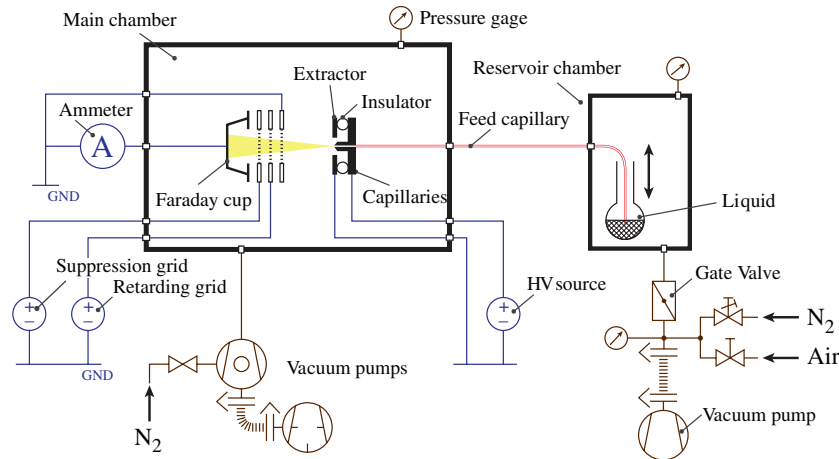 Main chamber
Pressure gage
Extractor
Insulator
Reservoir chamber
Ammeter
A
Feed capillary
GND
Faraday cup
Capillaries
Liquid
Suppression grid
Retarding grid
HV source
Gate Valve
+
−
+
−
+
−
N₂
Air
GND
Vacuum pumps
N₂
Vacuum pump